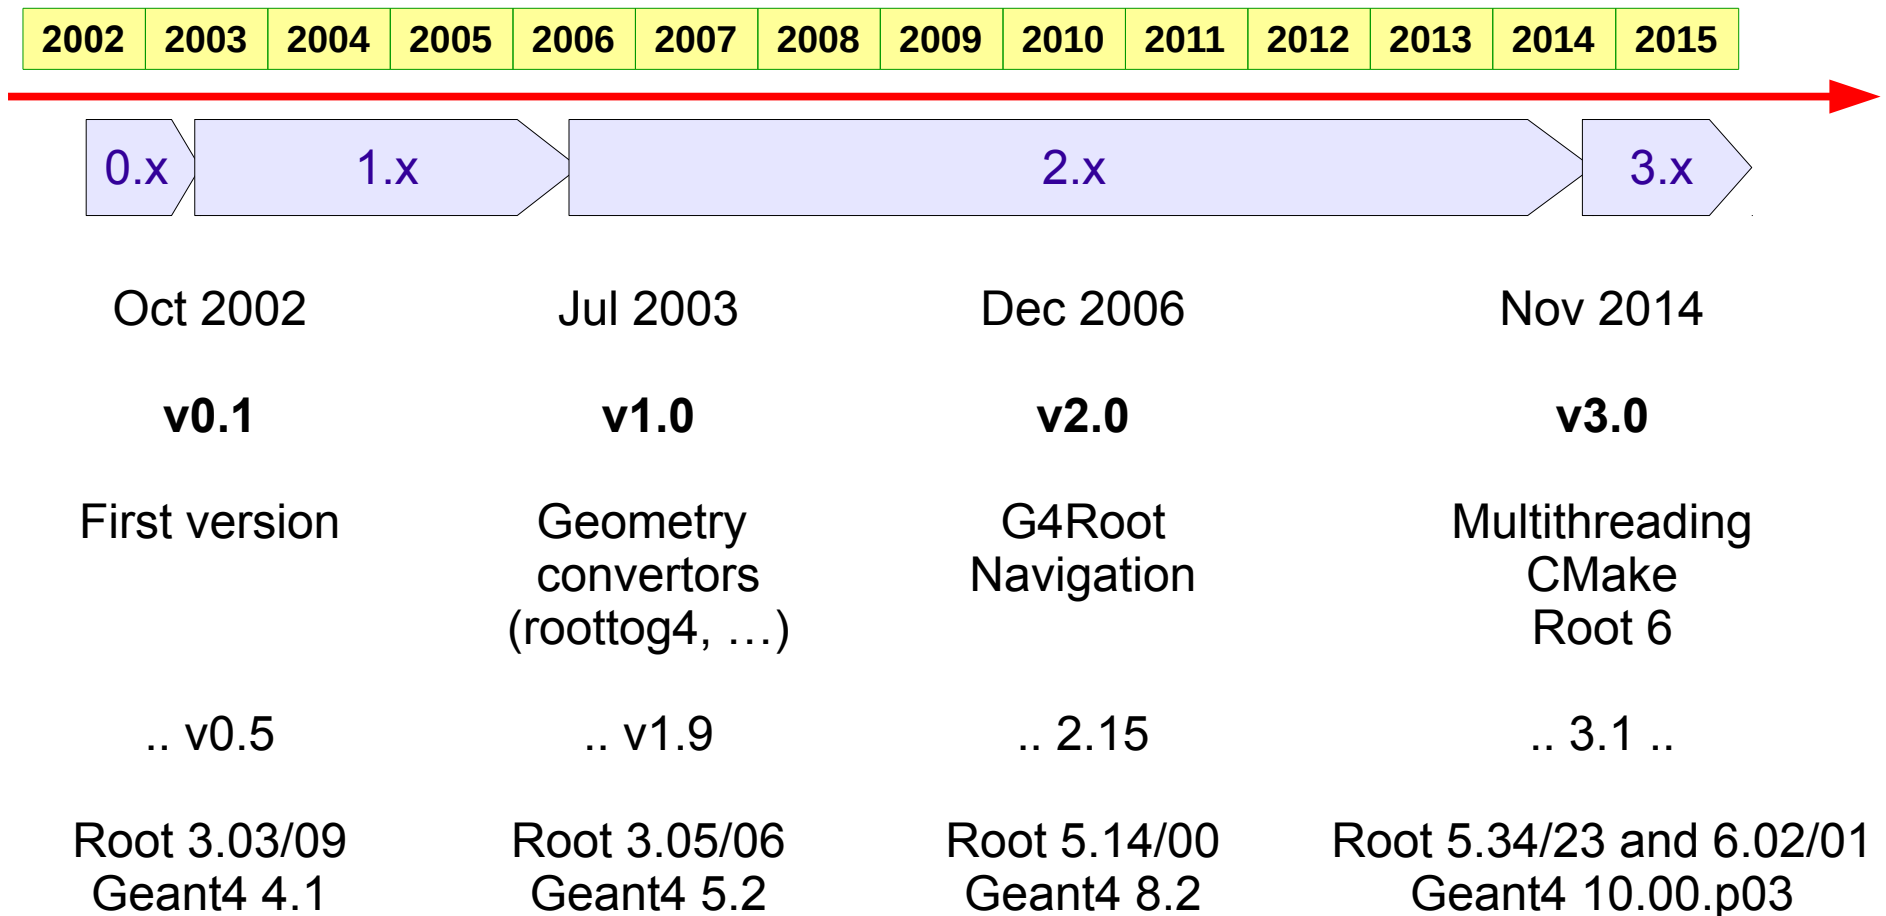 2002 2003 2004 2005 2006 2007 2008 2009 2010 2011 2012 2013 2014 2015
0.x 1.x 2.x 3.x
Oct 2002 Jul 2003 Dec 2006 Nov 2014
v0.1 v1.0 v2.0 v3.0
First version Geometry G4Root Multithreading
convertors Navigation CMake
(roottog4, …) Root 6
.. v0.5 .. v1.9 .. 2.15 .. 3.1 ..
Root 3.03/09 Root 3.05/06 Root 5.14/00 Root 5.34/23 and 6.02/01
Geant4 4.1 Geant4 5.2 Geant4 8.2 Geant4 10.00.p03